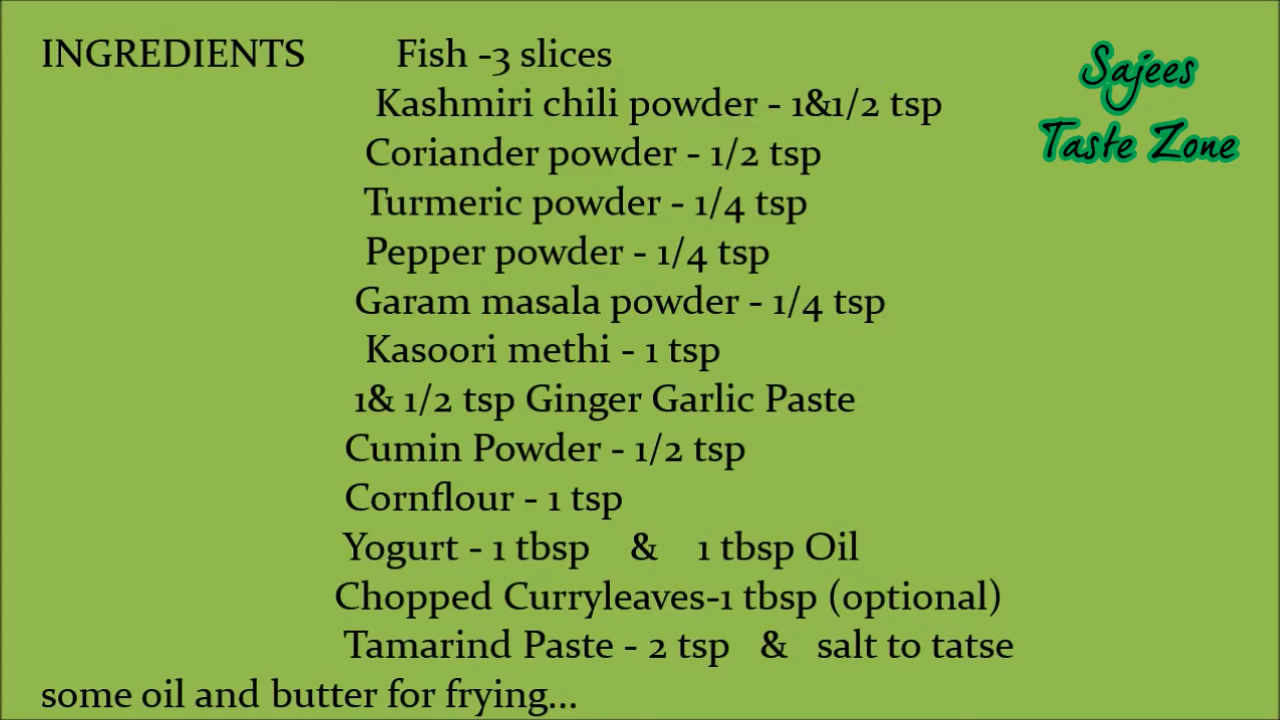 INGREDIENTS Fish -3 slices
Kashmiri chili powder - 1&1/2 tsp
Coriander powder - 1/2 tsp
Turmeric powder - 1/4 tsp
Pepper powder - 1/4 tsp
Garam masala powder - 1/4 tsp
Kasoori methi - 1 tsp
1& 1/2 tsp Ginger Garlic Paste
Cumin Powder - 1/2 tsp
Cornflour - 1 tsp
Yogurt - 1 tbsp & 1 tbsp Oil
Chopped Curryleaves-1 tbsp (optional)
Tamarind Paste - 2 tsp & salt to tatse
some oil and butter for frying...
Sajees
Taste Zone